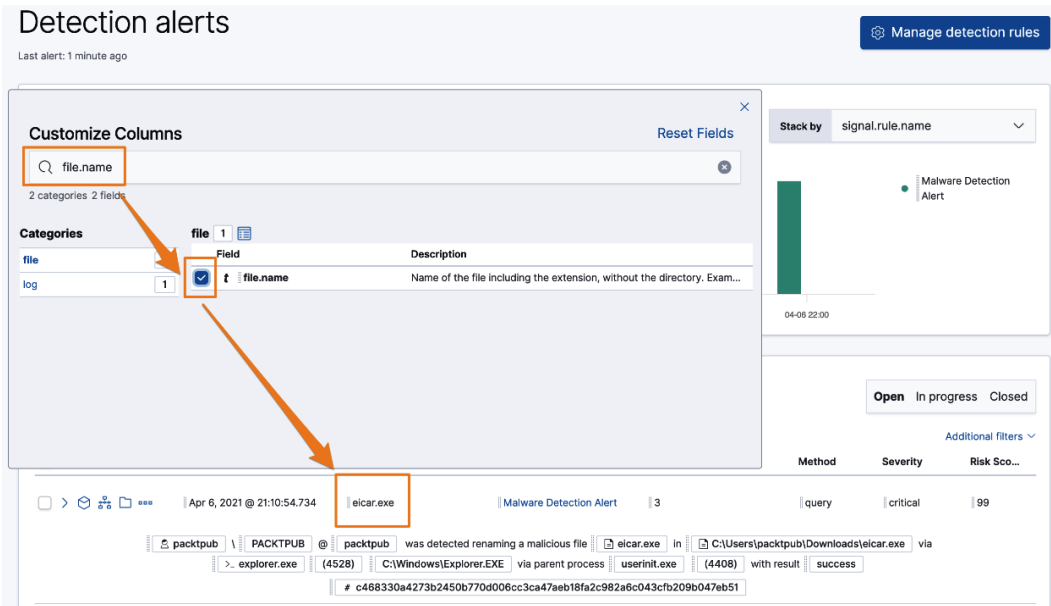 Detection alerts
Manage detection rules
Last alert: 1 minute ago
Customize Columns
Reset Fields
file.name
2 categories 2 fields
Categories
file 1
Field Description
file
file.name Name of the file including the extension, without the directory. Exam...
log 1
Stack by signal.rule.name
Malware Detection
Alert
04-06 22:00
Open In progress Closed
Additional filters
Method Severity Risk Sco...
Apr 6, 2021 @ 21:10:54.734 eicar.exe Malware Detection Alert 3 query critical 99
packtpub \ PACKTPUB @ packtpub was detected renaming a malicious file eicar.exe in C:\Users\packtpub\Downloads\eicar.exe via
>_ explorer.exe (4528) C:\Windows\Explorer.EXE via parent process userinit.exe (4408) with result success
# c468330a4273b2450b770d006cc3ca47aeb18fa2c982a6c043cfb209b047eb51